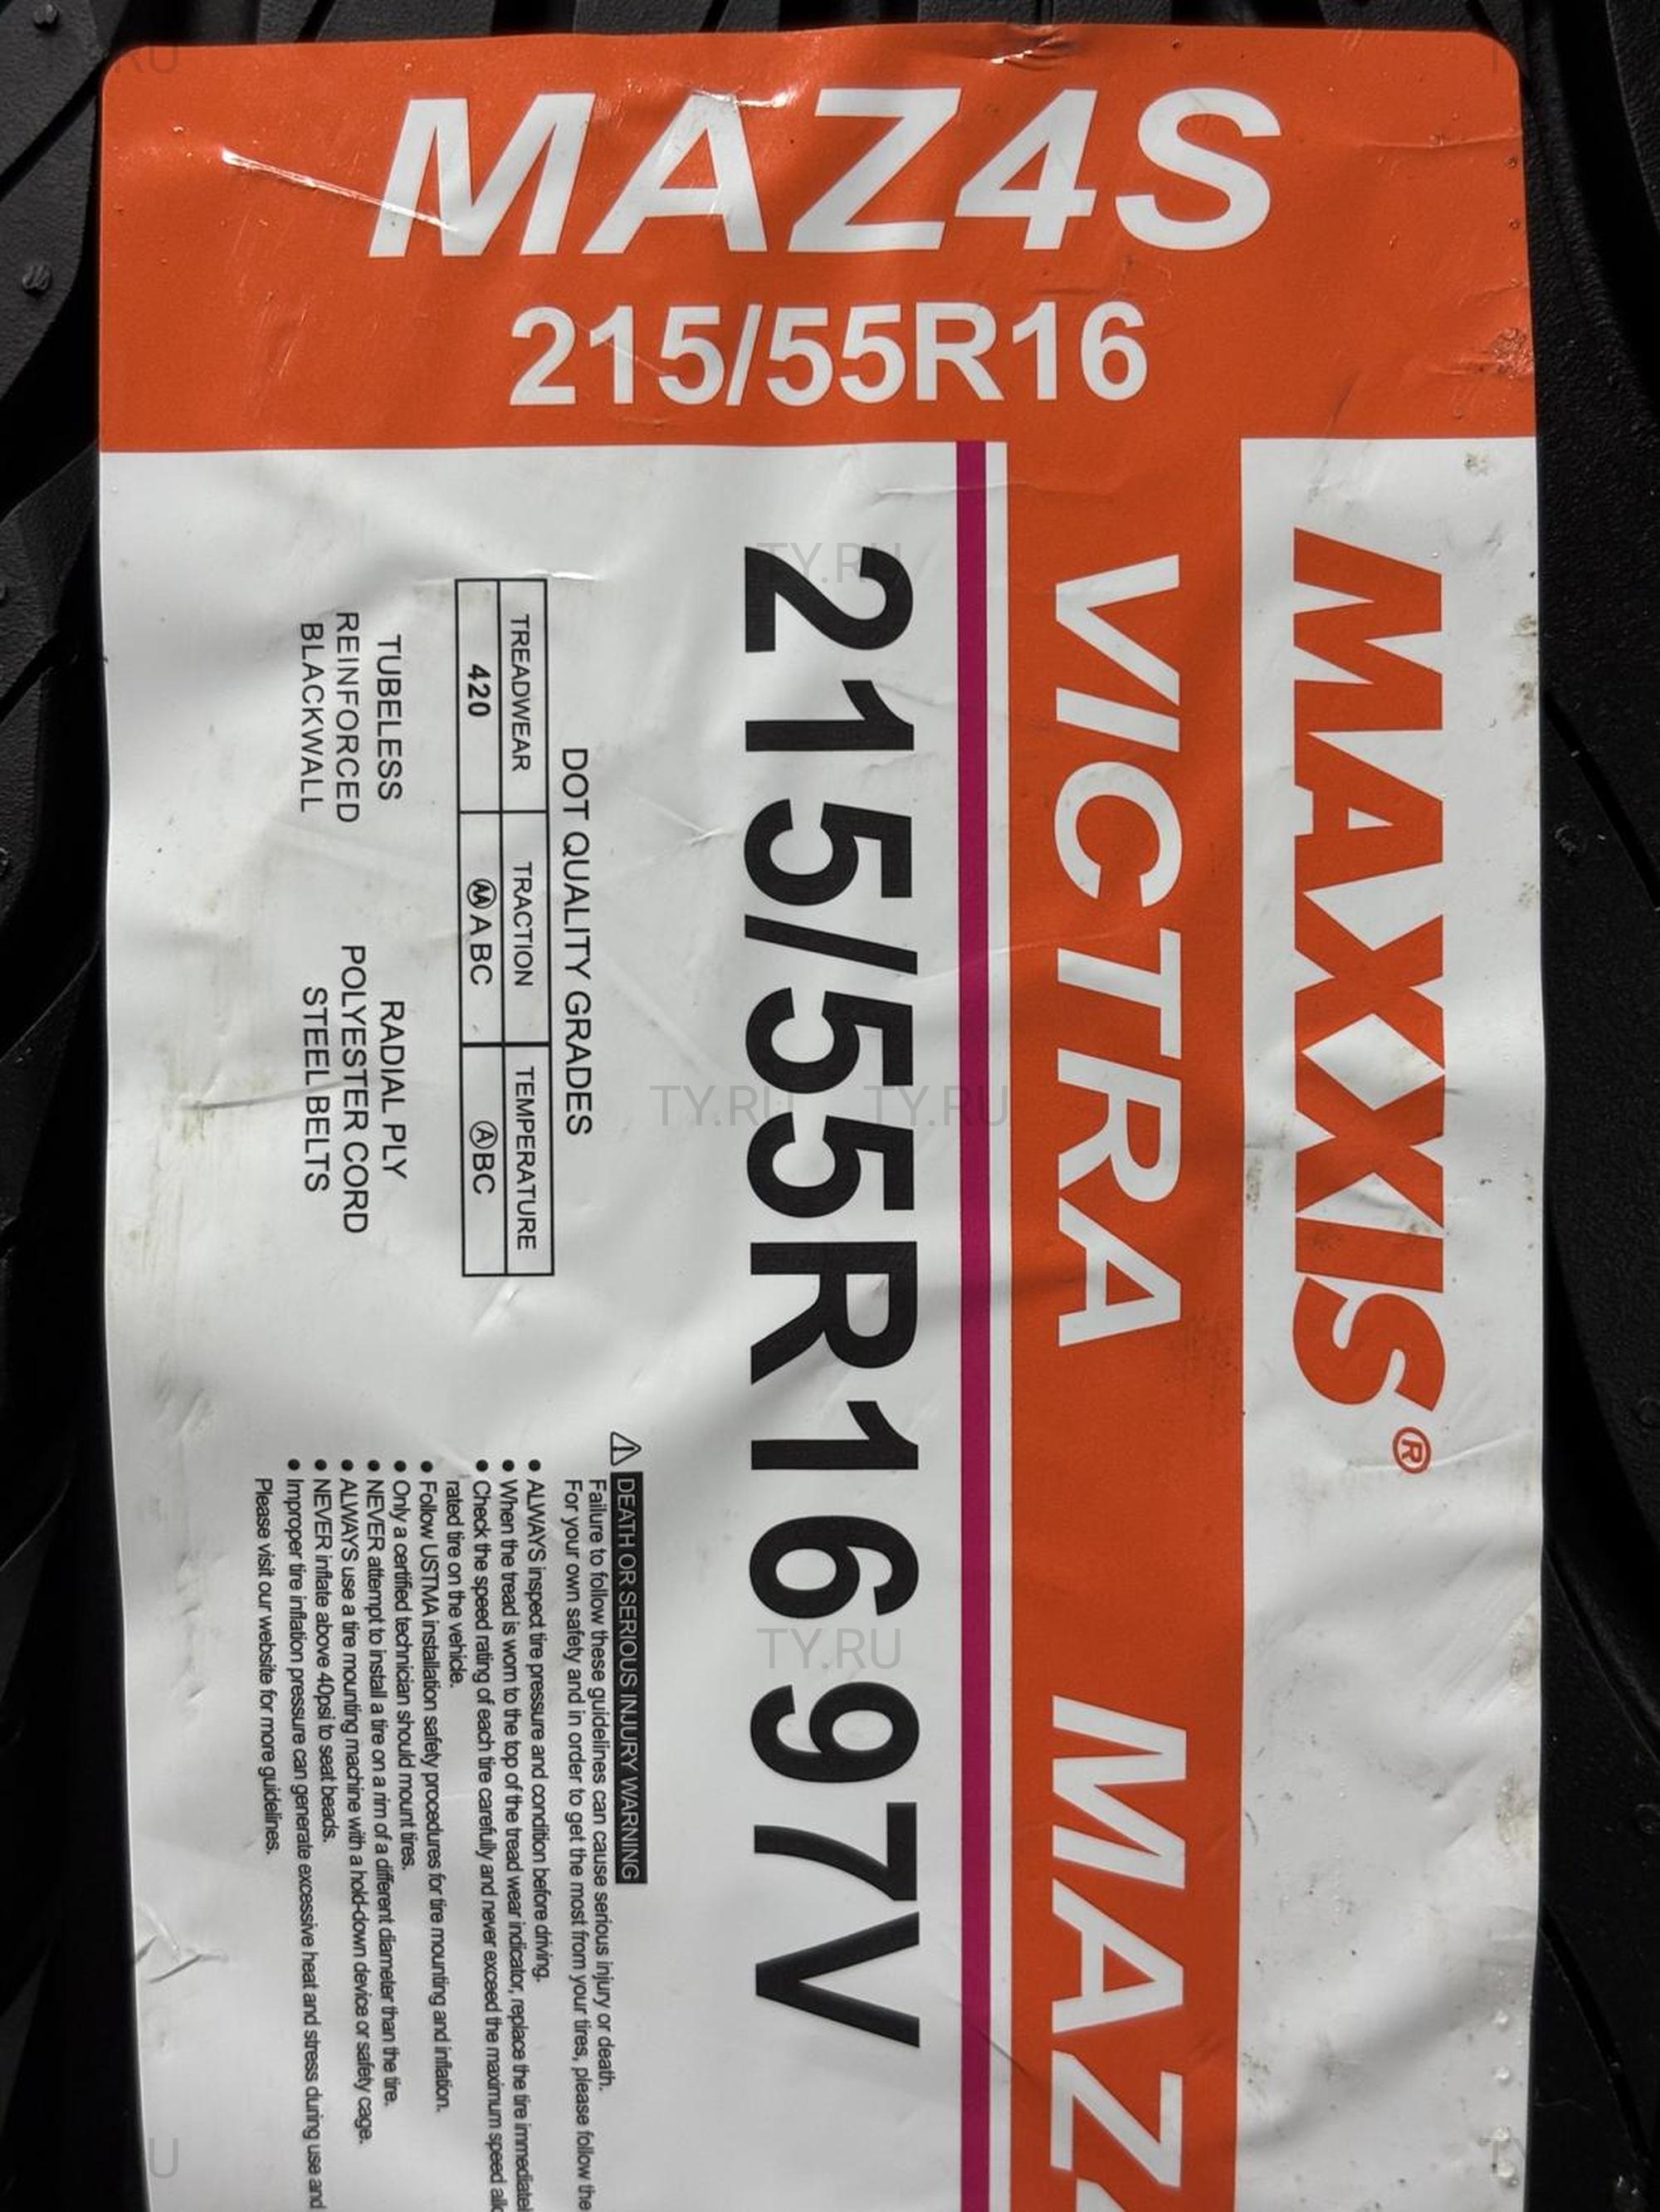 MAZ4S
215/55R16
MAXXIS®
VICTRA MAZ
215/55R16 97V
DOT QUALITY GRADES
TREADWEAR TRACTION TEMPERATURE
420 AA A B C A B C
TUBELESS
REINFORCED
BLACKWALL
RADIAL PLY
POLYESTER CORD
STEEL BELTS
DEATH OR SERIOUS INJURY WARNING
Failure to follow these guidelines can cause serious injury or death.
For your own safety and in order to get the most from your tires, please follow the
• ALWAYS inspect tire pressure and condition before driving.
• When the tread is worn to the top of the tread wear indicator, replace the tire immediatel
• Check the speed rating of each tire carefully and never exceed the maximum speed allo
rated tire on the vehicle.
• Follow USTMA installation safety procedures for tire mounting and inflation.
• Only a certified technician should mount tires.
• NEVER attempt to install a tire on a rim of a different diameter than the tire.
• ALWAYS use a tire mounting machine with a hold-down device or safety cage.
• NEVER inflate above 40psi to seat beads.
• Improper tire inflation pressure can generate excessive heat and stress during use and
Please visit our website for more guidelines.
TY.RU
TY.RU
TY.RU
TY.RU